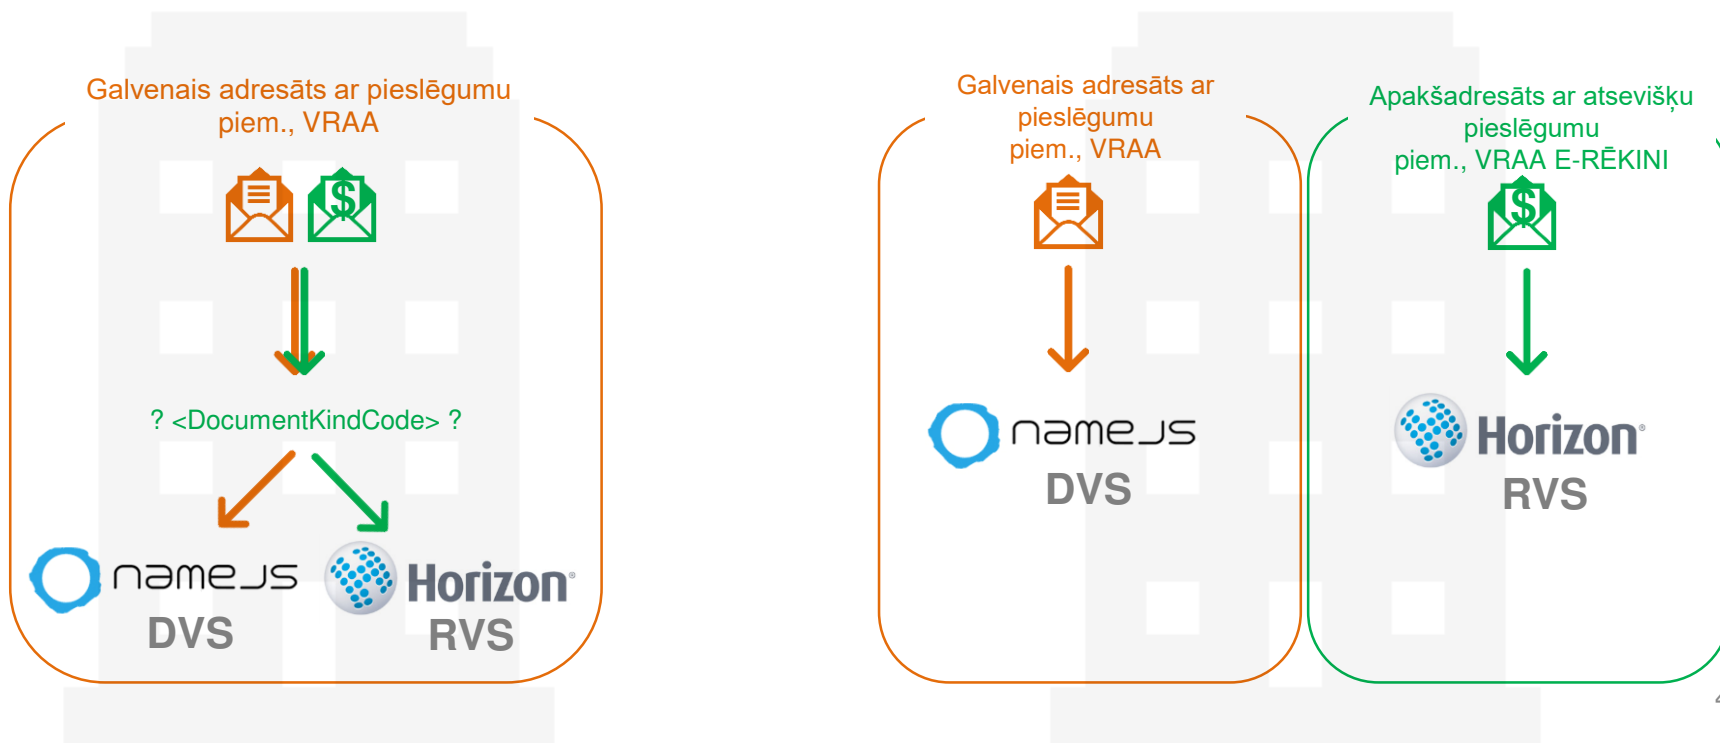 Galvenais adresāts ar pieslēgumu
piem., VRAA
$
? <DocumentKindCode> ?
namejs
DVS
Horizon®
RVS
Galvenais adresāts ar
pieslēgumu
piem., VRAA
namejs
DVS
Apakšadresāts ar atsevišķu
pieslēgumu
piem., VRAA E-RĒKINI
$
Horizon®
RVS